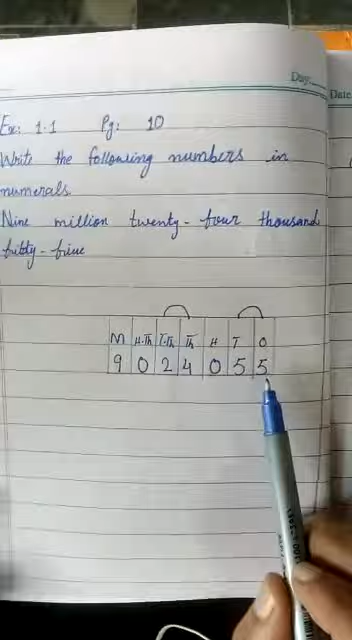 Day:
Date
Ex: 1.1 Pg: 10
Write the following numbers in
numerals.
Nine million twenty-four thousand
fifty-five
M H.Th T.Th Th H T O
9 0 2 4 0 5 5